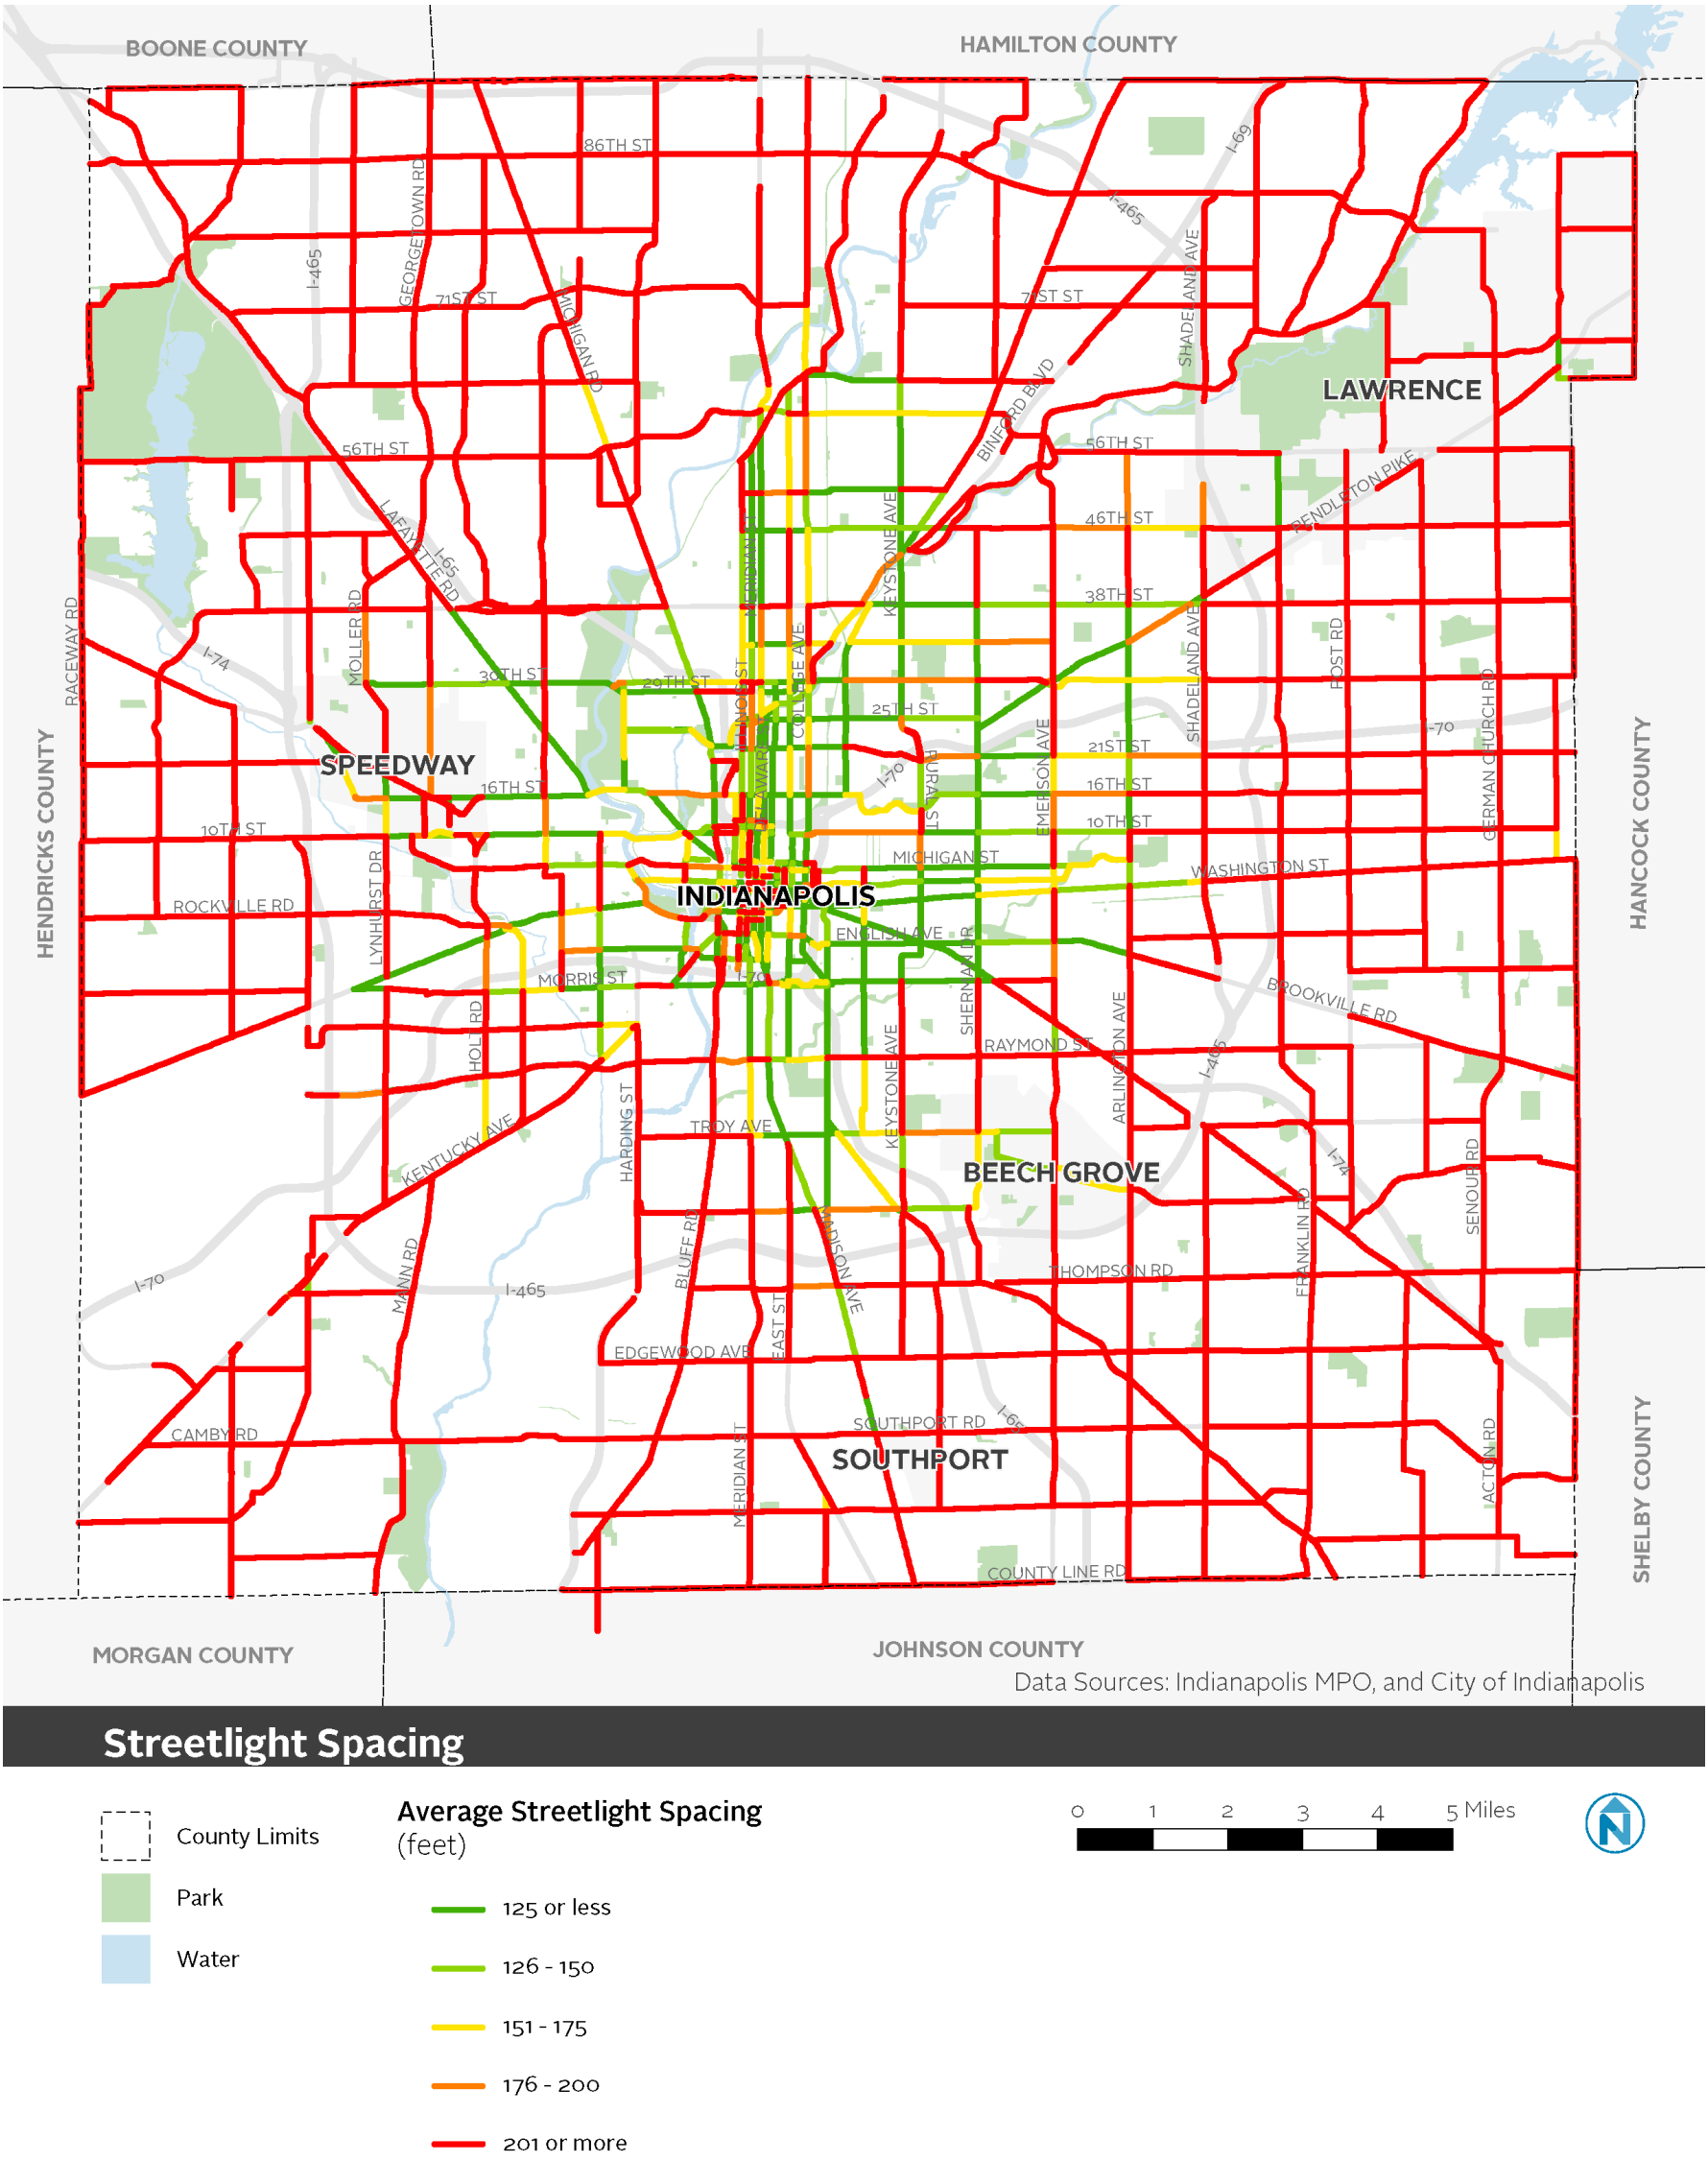 BOONE COUNTY
HAMILTON COUNTY
86TH ST
I-69
GEORGETOWN RD
I-465
I-465
SHADELAND AVE
71ST ST
MICHIGAN RD
71ST ST
BINFORD BLVD
LAWRENCE
56TH ST
56TH ST
LAFAYETTE RD
I-65
KEYSTONE AVE
46TH ST
PENDLETON PIKE
MERIDIAN ST
38TH ST
RACEWAY RD
MOLLER RD
I-74
COLLEGE AVE
SHADELAND AVE
POST RD
30TH ST
29TH ST
ILLINOIS ST
25TH ST
GERMAN CHURCH RD
HENDRICKS COUNTY
SPEEDWAY
DELAWARE
I-70
RURAL ST
EMERSON AVE
21ST ST
I-70
HANCOCK COUNTY
16TH ST
16TH ST
10TH ST
10TH ST
LYNHURST DR
MICHIGAN ST
WASHINGTON ST
INDIANAPOLIS
ROCKVILLE RD
ENGLISH AVE
SHERMAN DR
MORRIS ST
I-70
BROOKVILLE RD
HOLT RD
KEYSTONE AVE
RAYMOND ST
ARLINGTON AVE
I-465
HARDING ST
TROY AVE
KENTUCKY AVE
BEECH GROVE
I-74
SENOUR RD
FRANKLIN RD
BLUFF RD
MADISON AVE
MANN RD
I-70
I-465
THOMPSON RD
EAST ST
EDGEWOOD AVE
CAMBY RD
SOUTHPORT RD
I-65
SOUTHPORT
MERIDIAN ST
ACTON RD
SHELBY COUNTY
COUNTY LINE RD
MORGAN COUNTY
JOHNSON COUNTY
Data Sources: Indianapolis MPO, and City of Indianapolis
Streetlight Spacing
County Limits
Park
Water
Average Streetlight Spacing
(feet)
125 or less
126 - 150
151 - 175
176 - 200
201 or more
0 1 2 3 4 5 Miles
N